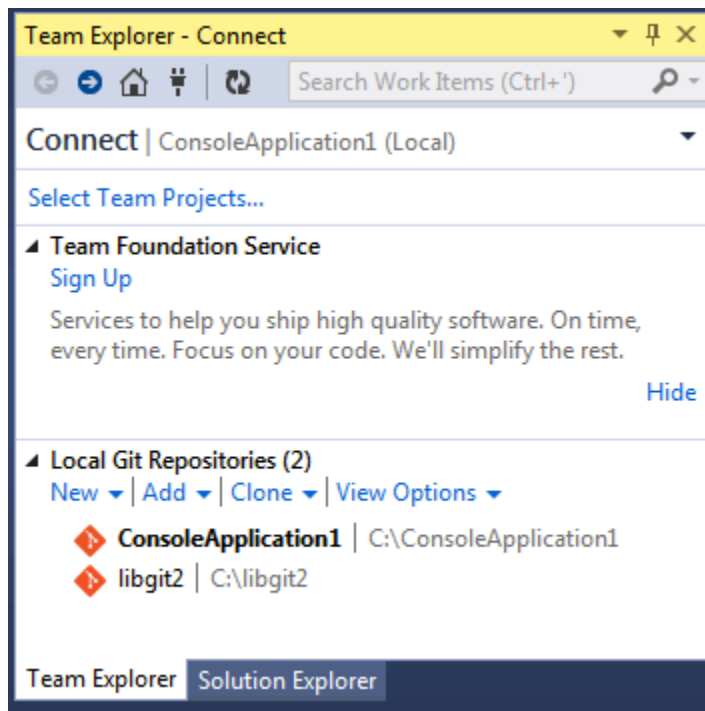 Team Explorer - Connect
Search Work Items (Ctrl+')
Connect | ConsoleApplication1 (Local)
Select Team Projects...
Team Foundation Service
Sign Up
Services to help you ship high quality software. On time,
every time. Focus on your code. We'll simplify the rest.
Hide
Local Git Repositories (2)
New | Add | Clone | View Options
ConsoleApplication1 | C:\ConsoleApplication1
libgit2 | C:\libgit2
Team Explorer Solution Explorer